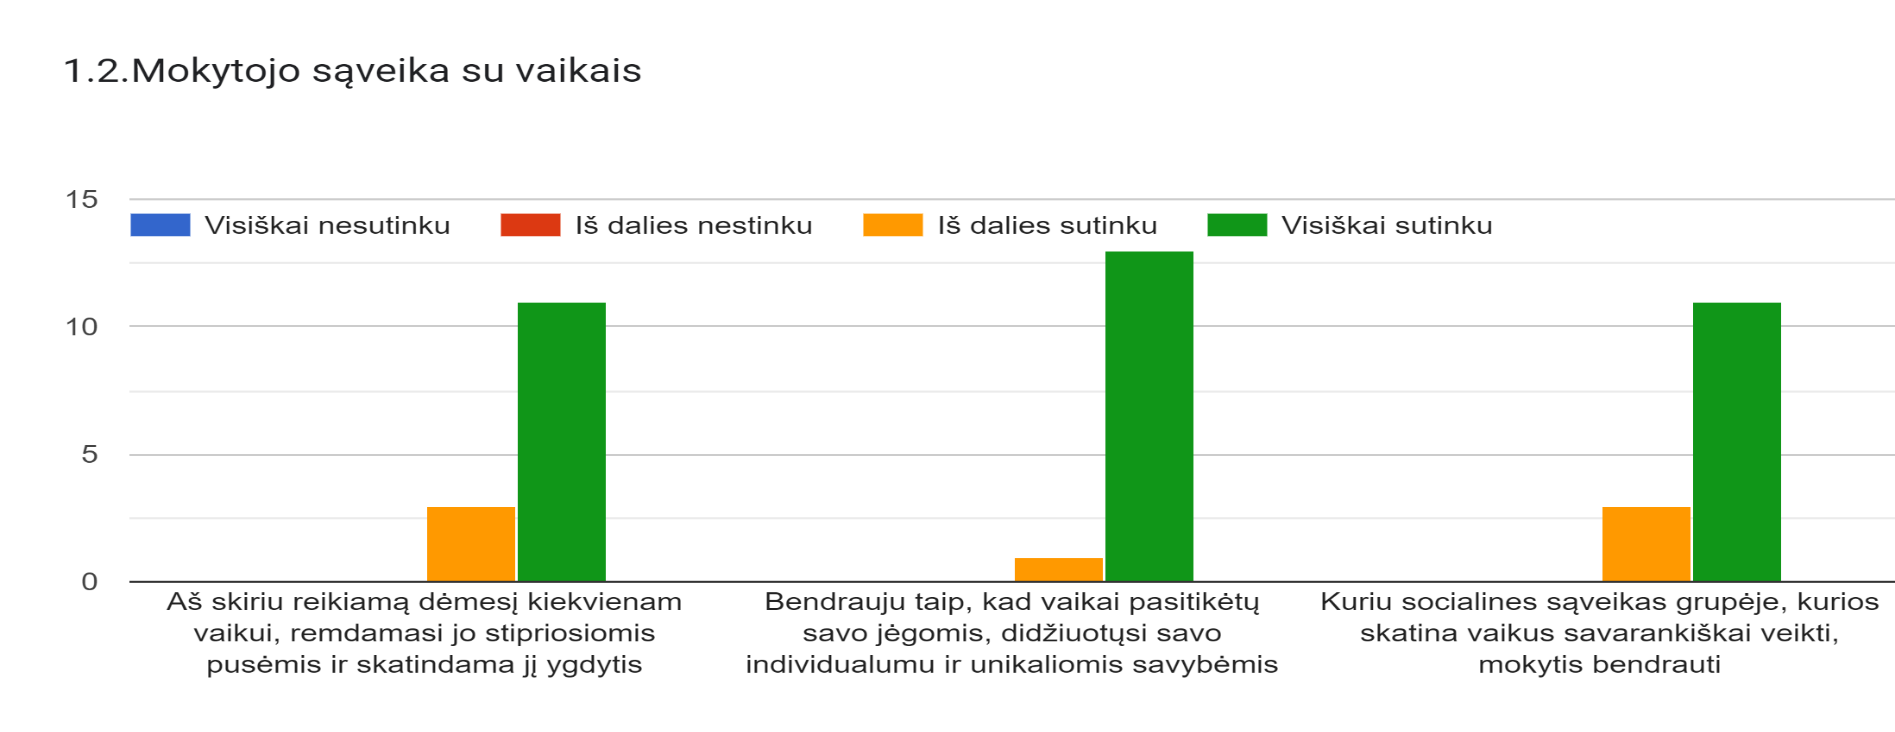 1.2.Mokytojo sąveika su vaikais
15
Visiškai nesutinku
Iš dalies nestinku
Iš dalies sutinku
Visiškai sutinku
10
5
0
Aš skiriu reikiamą dėmesį kiekvienam
vaikui, remdamasi jo stipriosiomis
pusėmis ir skatindama jį ygdytis
Bendrauju taip, kad vaikai pasitikėtų
savo jėgomis, didžiuotųsi savo
individualumu ir unikaliomis savybėmis
Kuriu socialines sąveikas grupėje, kurios
skatina vaikus savarankiškai veikti,
mokytis bendrauti